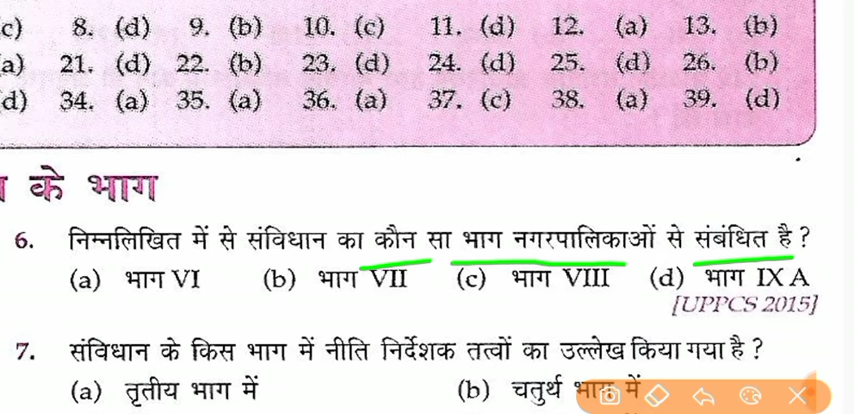 c) 8. (d) 9. (b) 10. (c) 11. (d) 12. (a) 13. (b)
a) 21. (d) 22. (b) 23. (d) 24. (d) 25. (d) 26. (b)
d) 34. (a) 35. (a) 36. (a) 37. (c) 38. (a) 39. (d)
के भाग
6. निम्नलिखित में से संविधान का कौन सा भाग नगरपालिकाओं से संबंधित है ?
(a) भाग VI (b) भाग VII (c) भाग VIII (d) भाग IX A
[UPPCS 2015]
7. संविधान के किस भाग में नीति निर्देशक तत्वों का उल्लेख किया गया है ?
(a) तृतीय भाग में (b) चतुर्थ भाग में